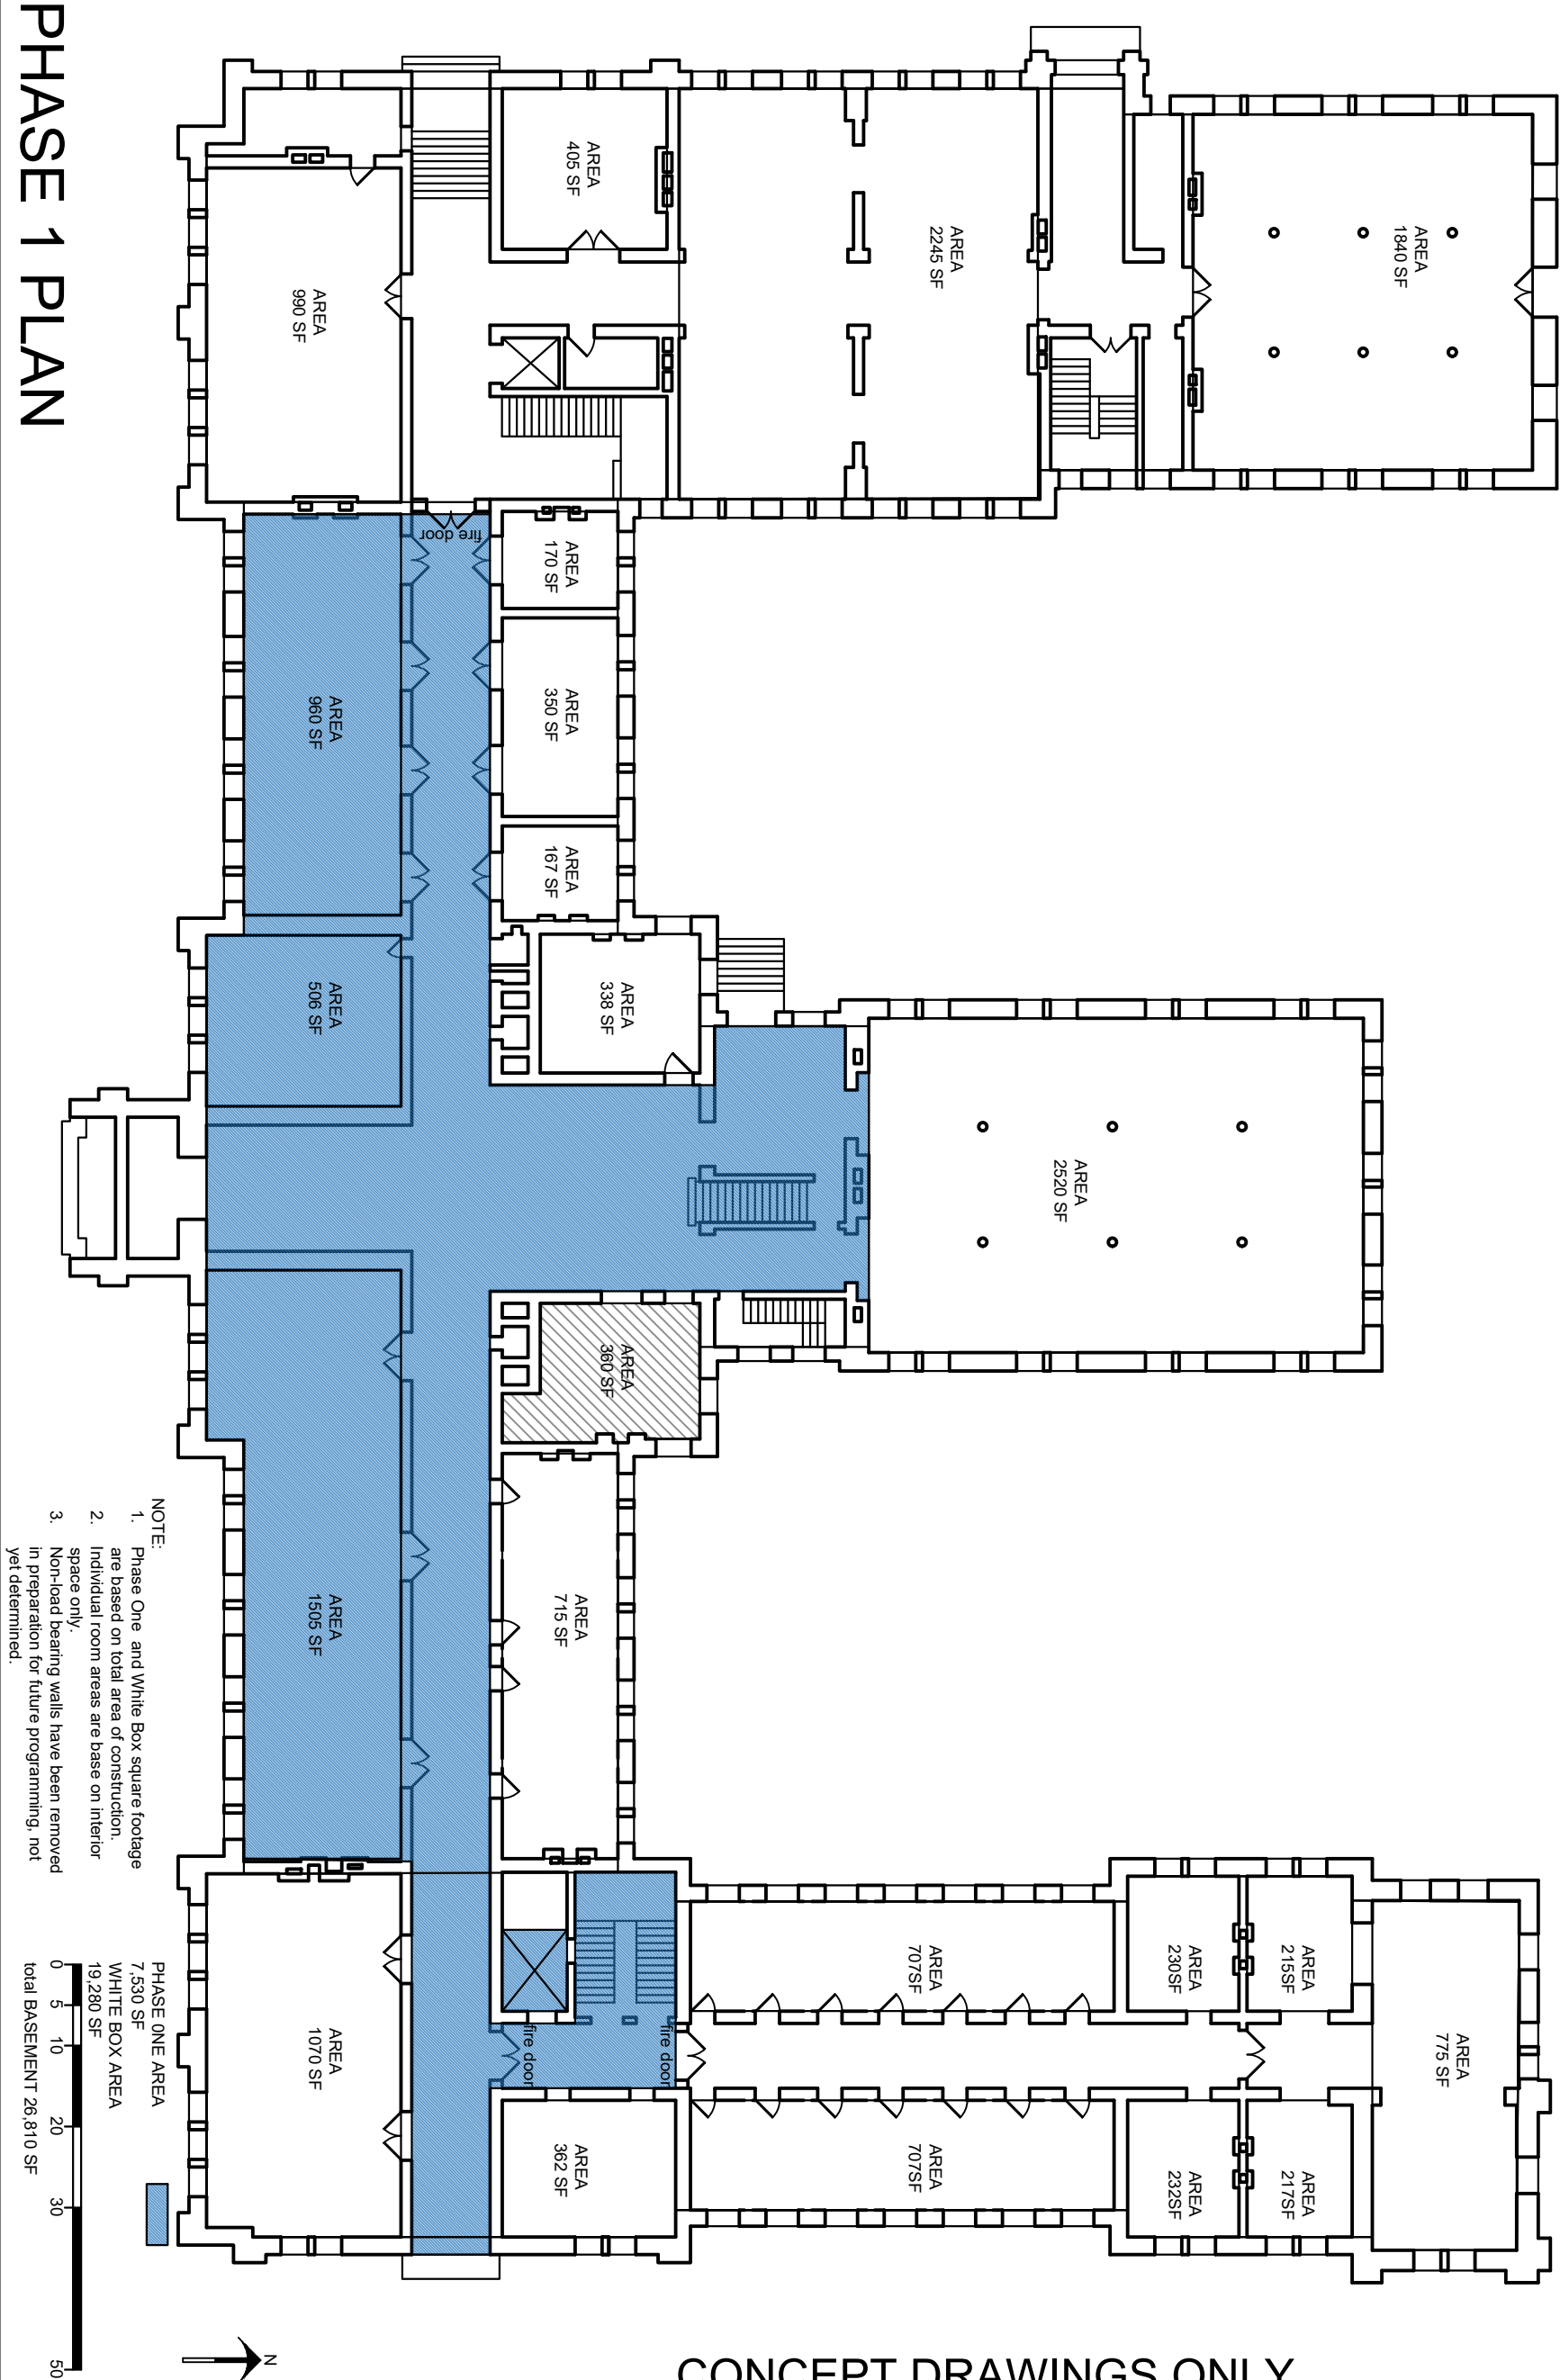 PHASE 1 PLAN
AREA
405 SF
AREA
2245 SF
AREA
1840 SF
AREA
990 SF
fire door
AREA
170 SF
AREA
350 SF
AREA
167 SF
AREA
960 SF
AREA
506 SF
AREA
338 SF
AREA
2520 SF
AREA
360 SF
AREA
715 SF
AREA
1505 SF
AREA
1070 SF
fire door
fire door
AREA
362 SF
AREA
707SF
AREA
230SF
AREA
215SF
AREA
775 SF
AREA
707SF
AREA
232SF
AREA
217SF
NOTE:
1. Phase One and White Box square footage
are based on total area of construction.
2. Individual room areas are base on interior
space only.
3. Non-load bearing walls have been removed
in preparation for future programming, not
yet determined.
PHASE 0NE AREA
7,530 SF
WHITE BOX AREA
19,280 SF
0 5 10 20 30 50
total BASEMENT 26,810 SF
N
CONCEPT DRAWINGS ONLY